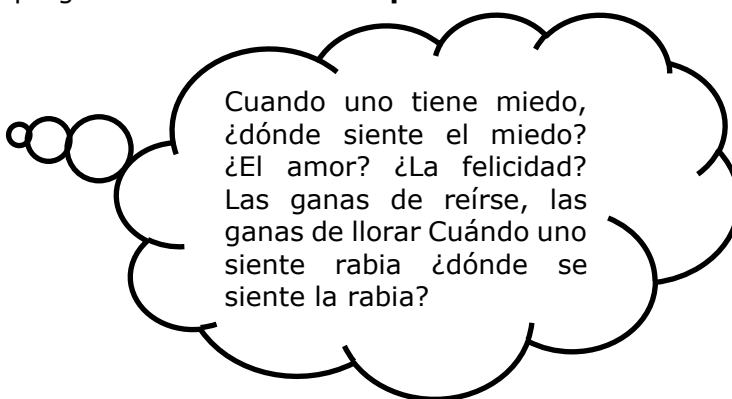 Cuando uno tiene miedo,
¿dónde siente el miedo?
¿El amor? ¿La felicidad?
Las ganas de reírse, las
ganas de llorar Cuándo uno
siente rabia ¿dónde se
siente la rabia?